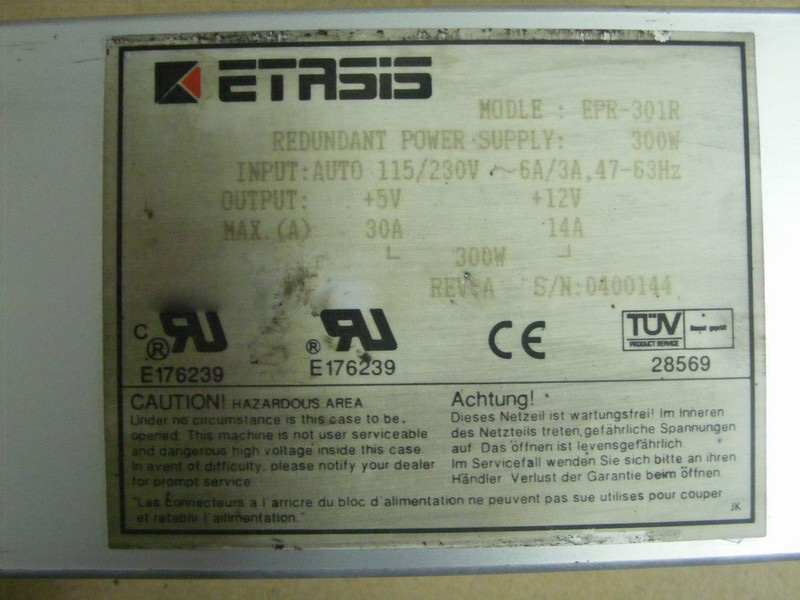 ETASIS
MODLE : EPR-301R
REDUNDANT POWER SUPPLY: 300W
INPUT:AUTO 115/230V ~6A/3A,47-63Hz
OUTPUT: +5V +12V
MAX.(A) 30A 14A
300W
REV:A S/N:0400144
C RU ® E176239
RU ® E176239
CE
TÜV
PRODUCT SERVICE
Bauart geprüft
28569
CAUTION! HAZARDOUS AREA
Under no circumstance is this case to be.
opened. This machine is not user serviceable
and dangerous high voltage inside this case.
In event of difficulty, please notify your dealer
for prompt service
Achtung!
Dieses Netzeil ist wartungsfrei! Im Inneren
des Netzteils treten,gefährliche Spannungen
auf. Das öffnen ist levensgefährlich.
Im Servicefall wenden Sie sich bitte an ihren
Händler. Verlust der Garantie beim öffnen.
"Les connecteurs a l'arricre du bloc d'alimentation ne peuvent pas sue utilises pour couper
et retablir l'ailmentation."
JK